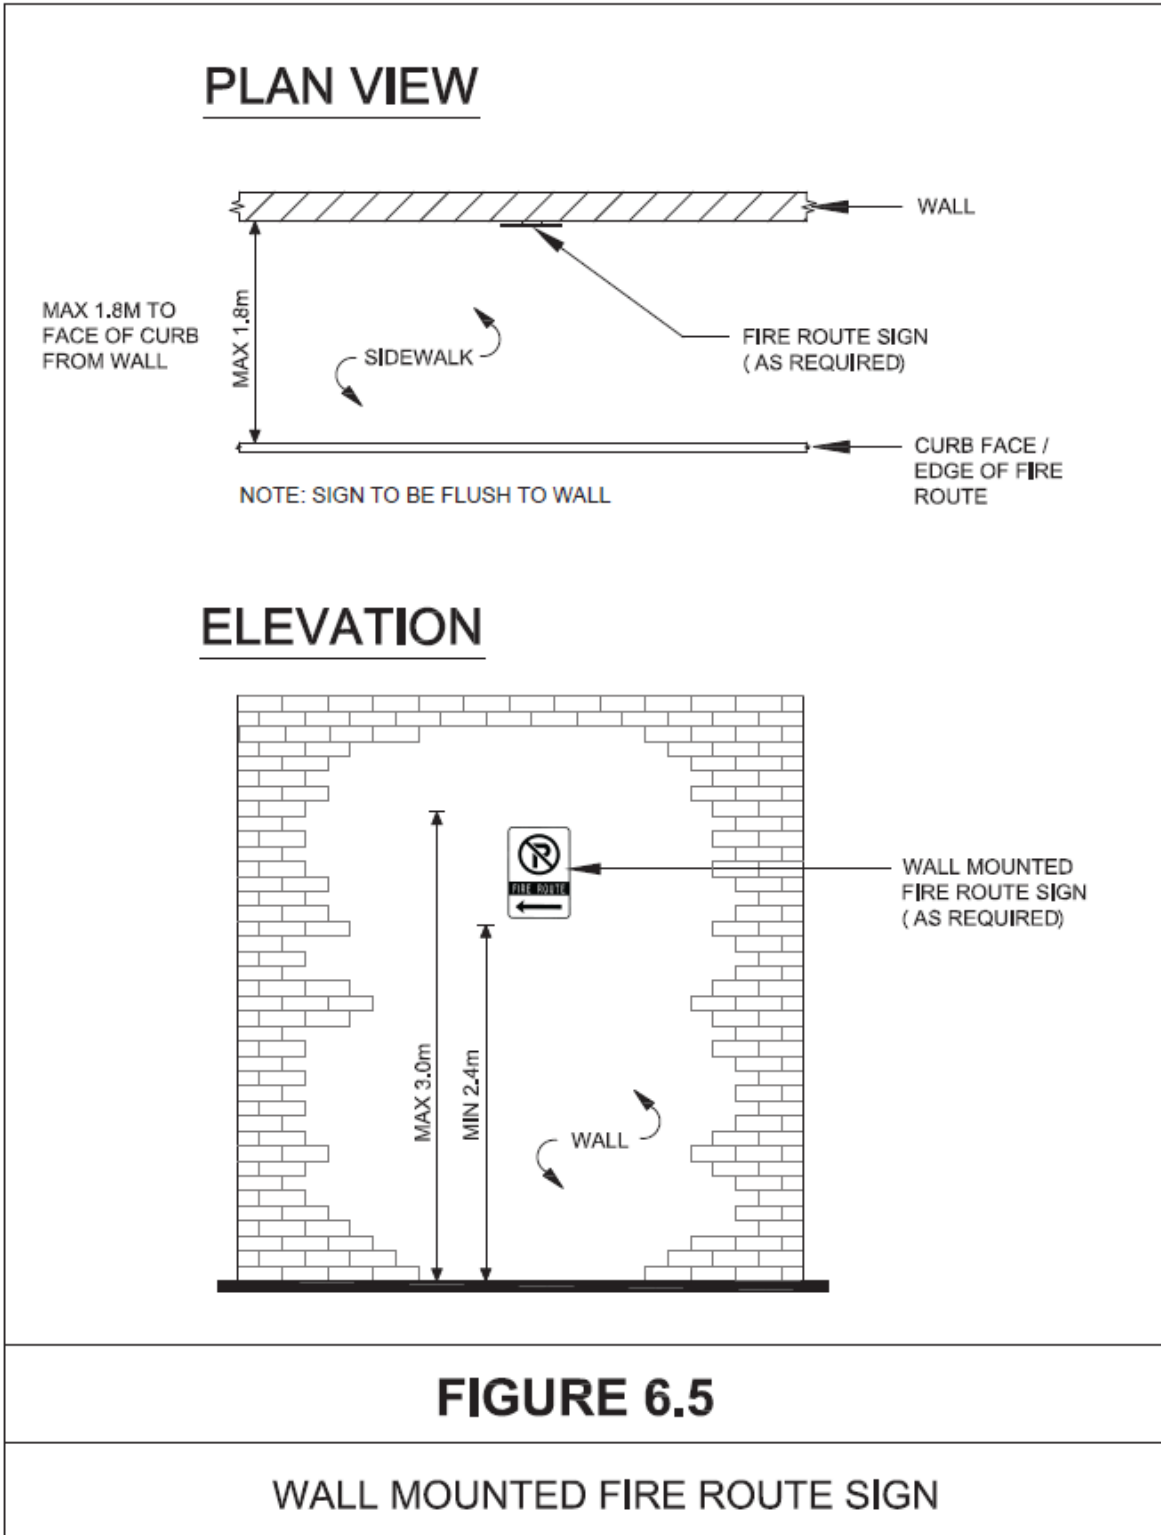 PLAN VIEW
WALL
MAX 1.8M TO
FACE OF CURB
FROM WALL
MAX 1.8m
SIDEWALK
FIRE ROUTE SIGN
( AS REQUIRED)
CURB FACE /
EDGE OF FIRE
ROUTE
NOTE: SIGN TO BE FLUSH TO WALL
ELEVATION
P
FIRE ROUTE
WALL MOUNTED
FIRE ROUTE SIGN
( AS REQUIRED)
MAX 3.0m
MIN 2.4m
WALL
FIGURE 6.5
WALL MOUNTED FIRE ROUTE SIGN